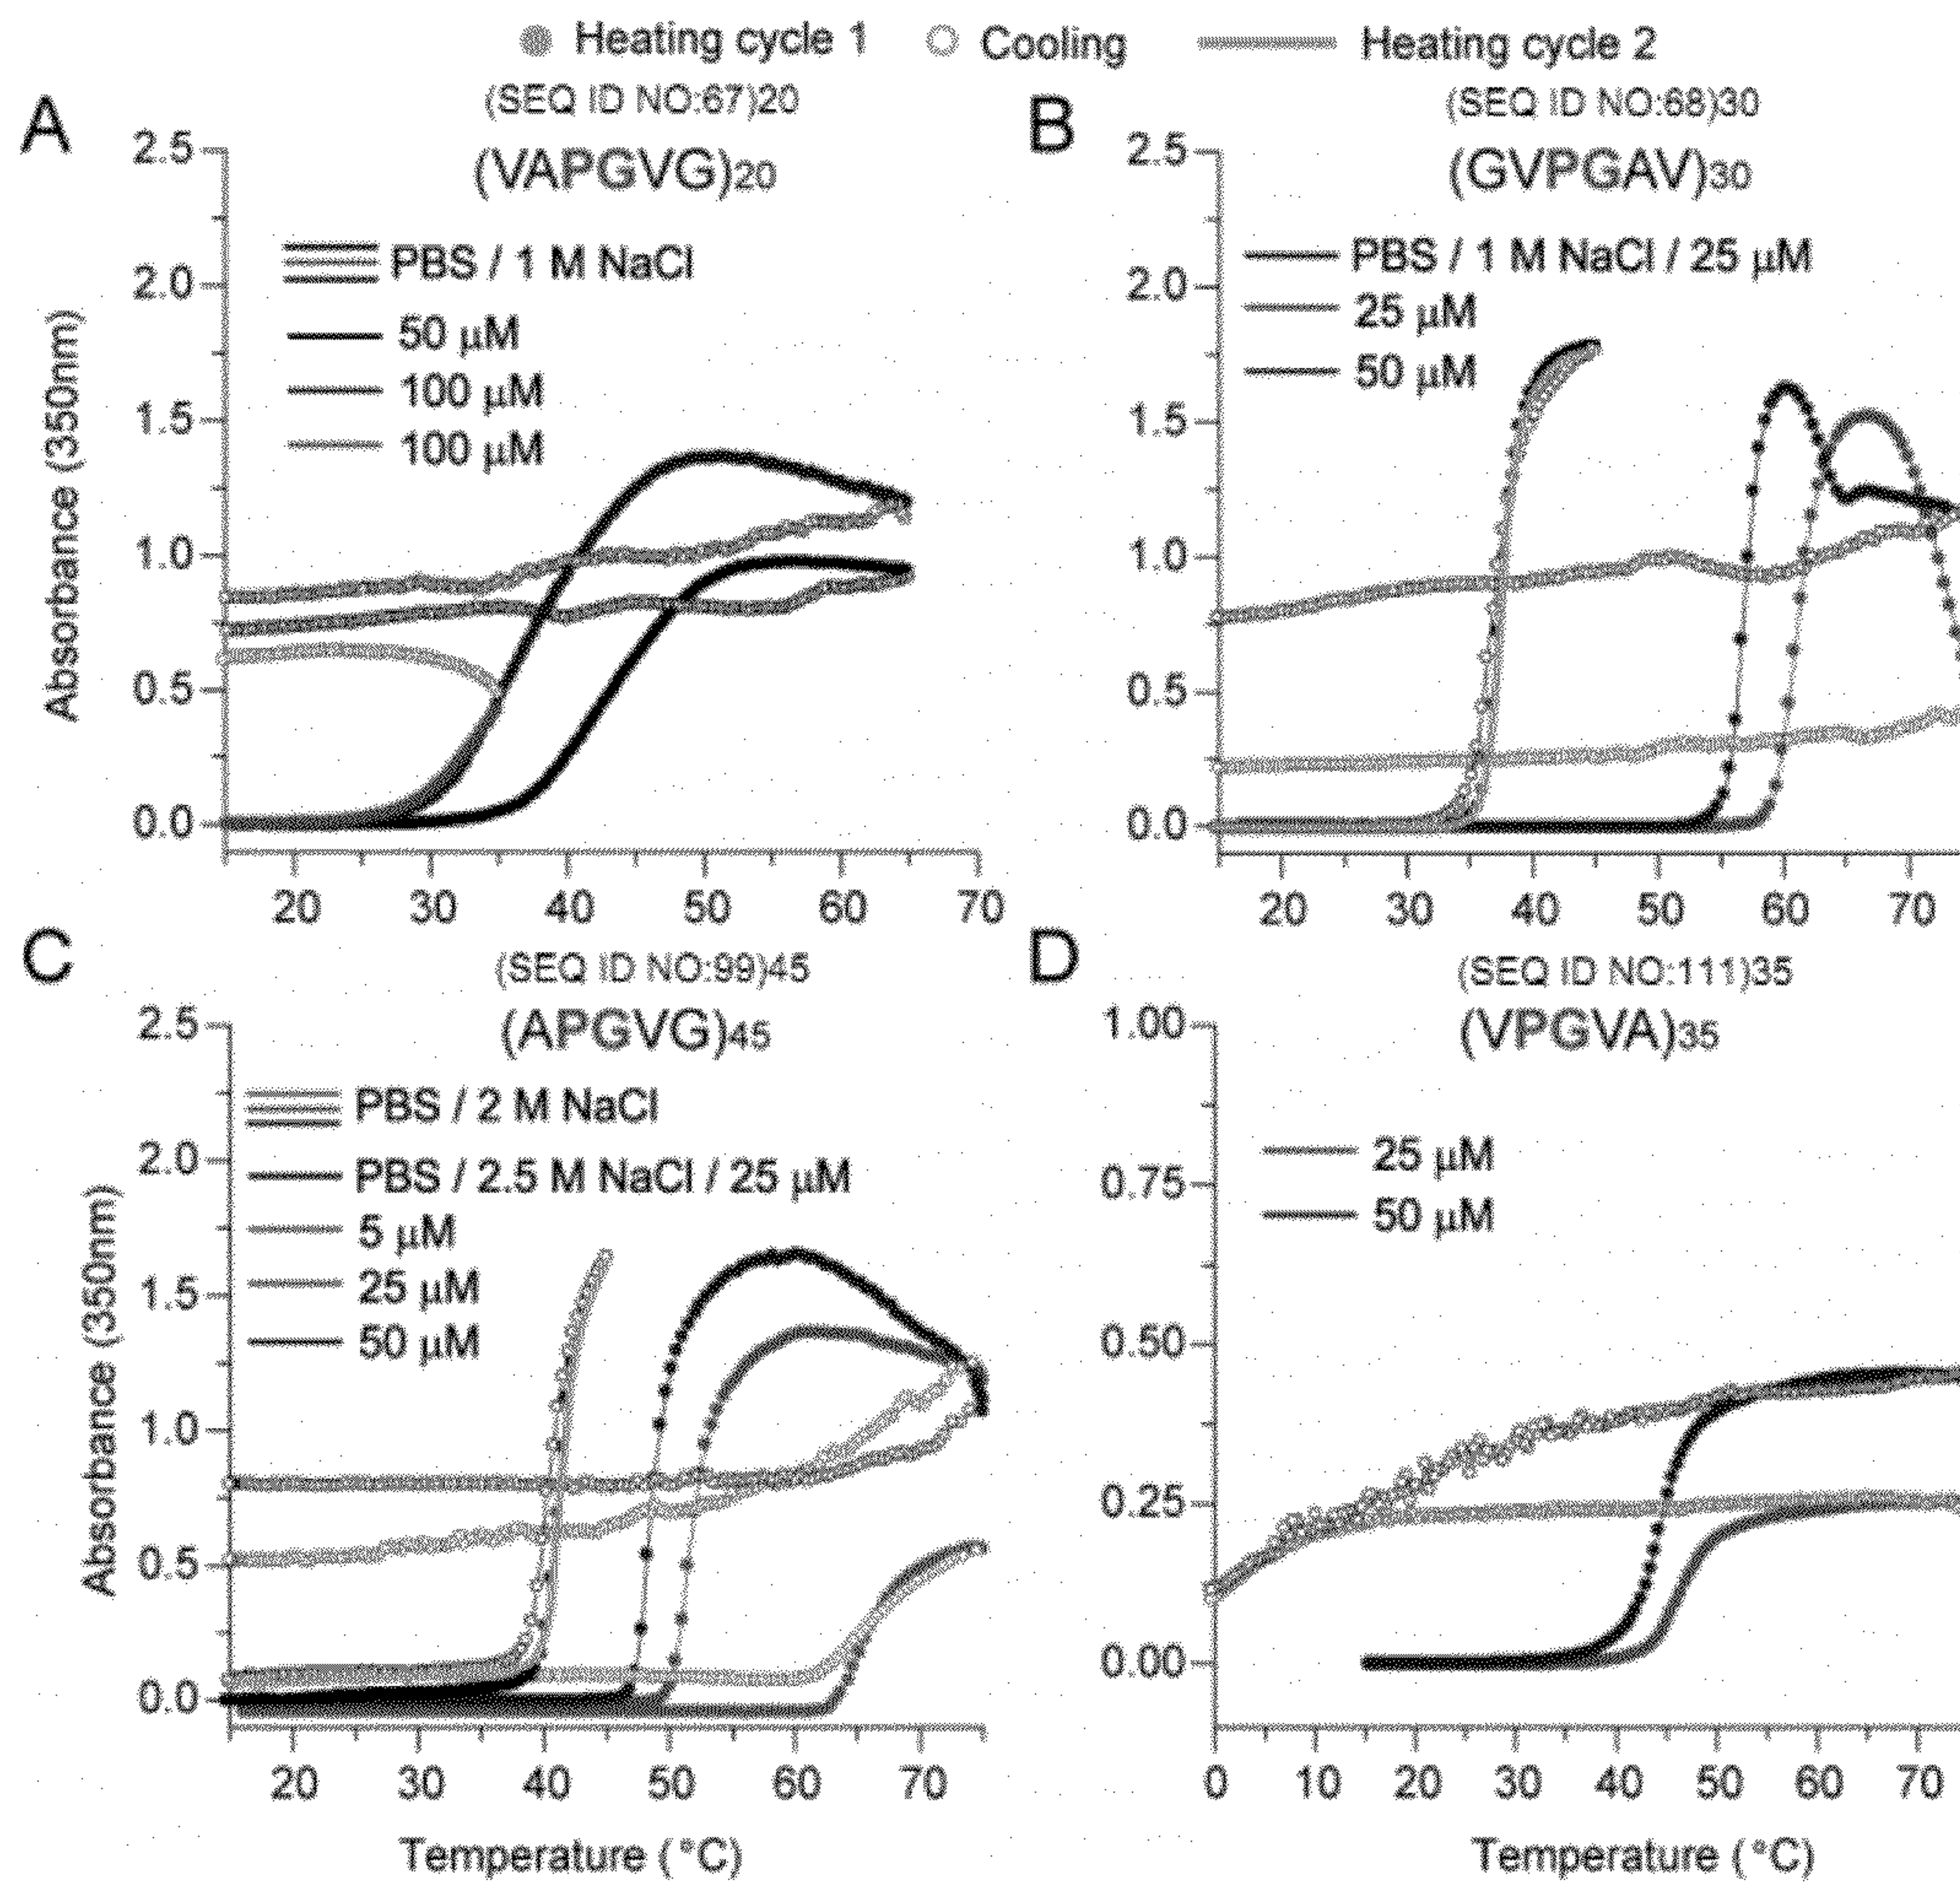 Heating cycle 1 Cooling Heating cycle 2
A
(SEQ ID NO:67)20
(VAPGVG)20
2.5
2.0
1.5
1.0
0.5
0.0
Absorbance (350nm)
PBS / 1 M NaCl
50 µM
100 µM
100 µM
20 30 40 50 60 70
B
(SEQ ID NO:68)30
(GVPGAV)30
2.5
2.0
1.5
1.0
0.5
0.0
PBS / 1 M NaCl / 25 µM
25 µM
50 µM
20 30 40 50 60 70
C
(SEQ ID NO:99)45
(APGVG)45
2.5
2.0
1.5
1.0
0.5
0.0
Absorbance (350nm)
PBS / 2 M NaCl
PBS / 2.5 M NaCl / 25 µM
5 µM
25 µM
50 µM
20 30 40 50 60 70
Temperature (°C)
D
(SEQ ID NO:111)35
(VPGVA)35
1.00
0.75
0.50
0.25
0.00
25 µM
50 µM
0 10 20 30 40 50 60 70
Temperature (°C)